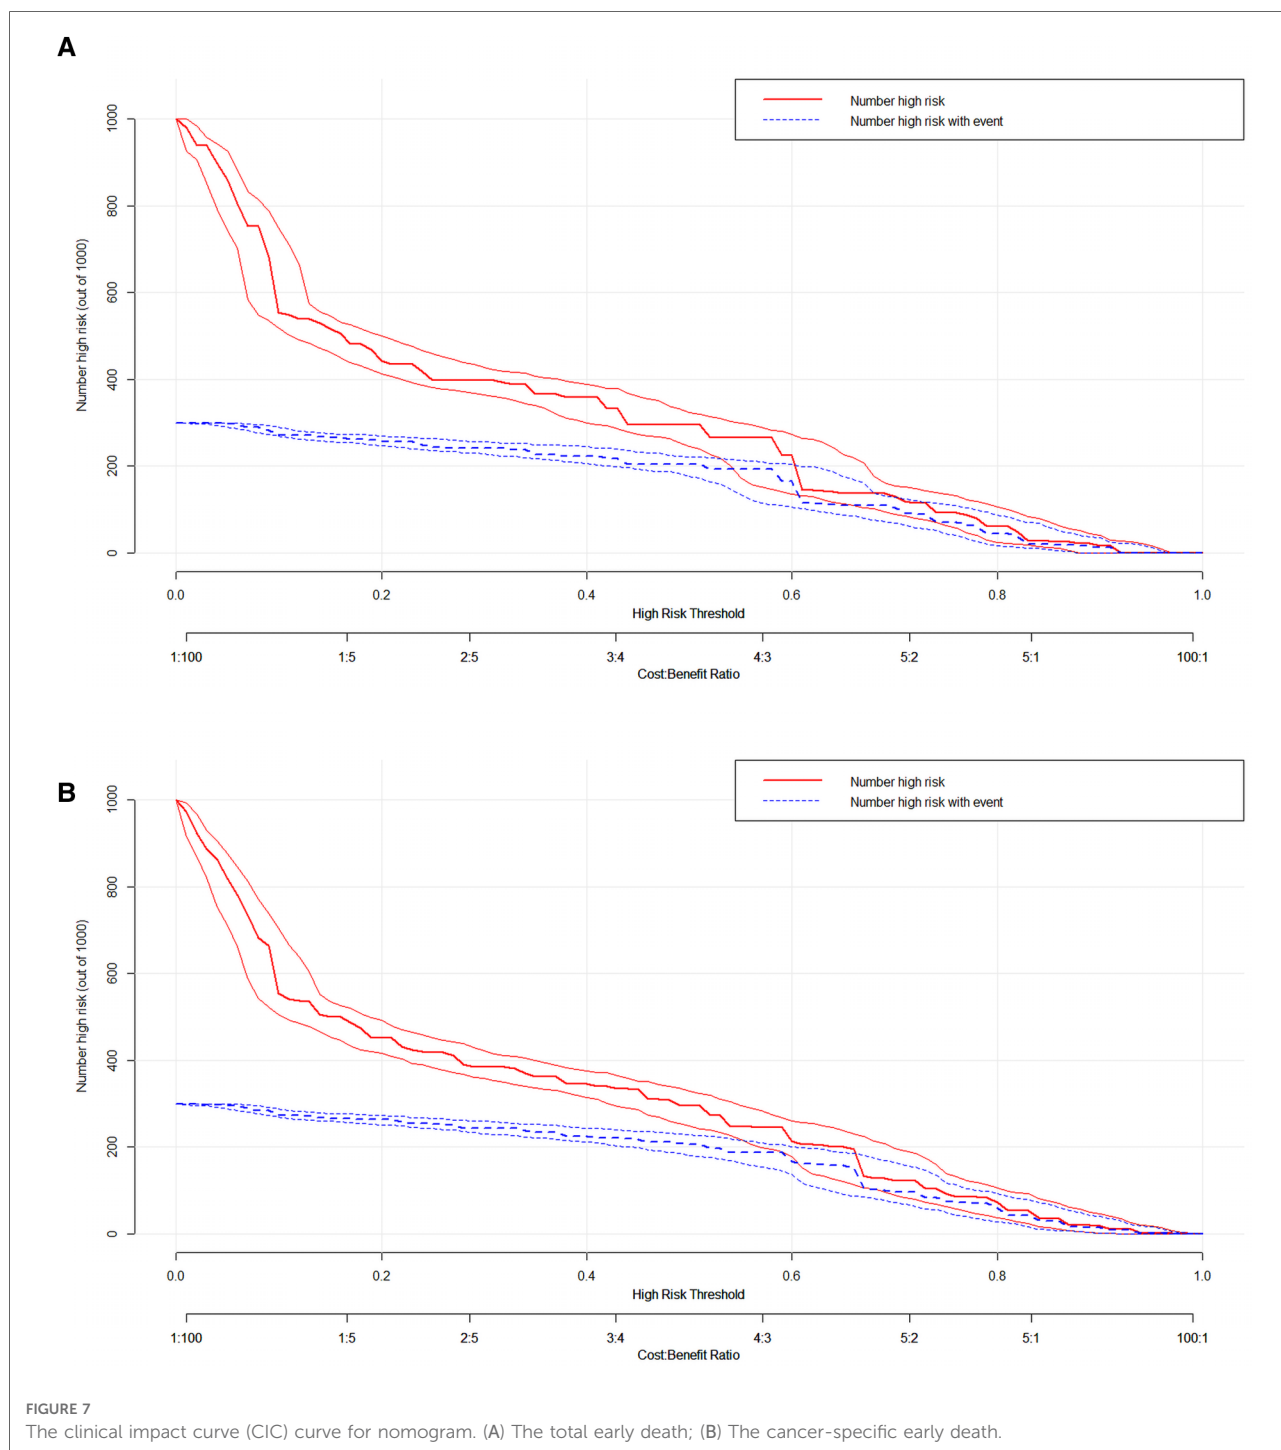 A
Number high risk
Number high risk with event
Number high risk (out of 1000)
1000
800
600
400
200
0
0.0 0.2 0.4 0.6 0.8 1.0
High Risk Threshold
1:100 1:5 2:5 3:4 4:3 5:2 5:1 100:1
Cost:Benefit Ratio
B
Number high risk
Number high risk with event
Number high risk (out of 1000)
1000
800
600
400
200
0
0.0 0.2 0.4 0.6 0.8 1.0
High Risk Threshold
1:100 1:5 2:5 3:4 4:3 5:2 5:1 100:1
Cost:Benefit Ratio
FIGURE 7
The clinical impact curve (CIC) curve for nomogram. (A) The total early death; (B) The cancer-specific early death.